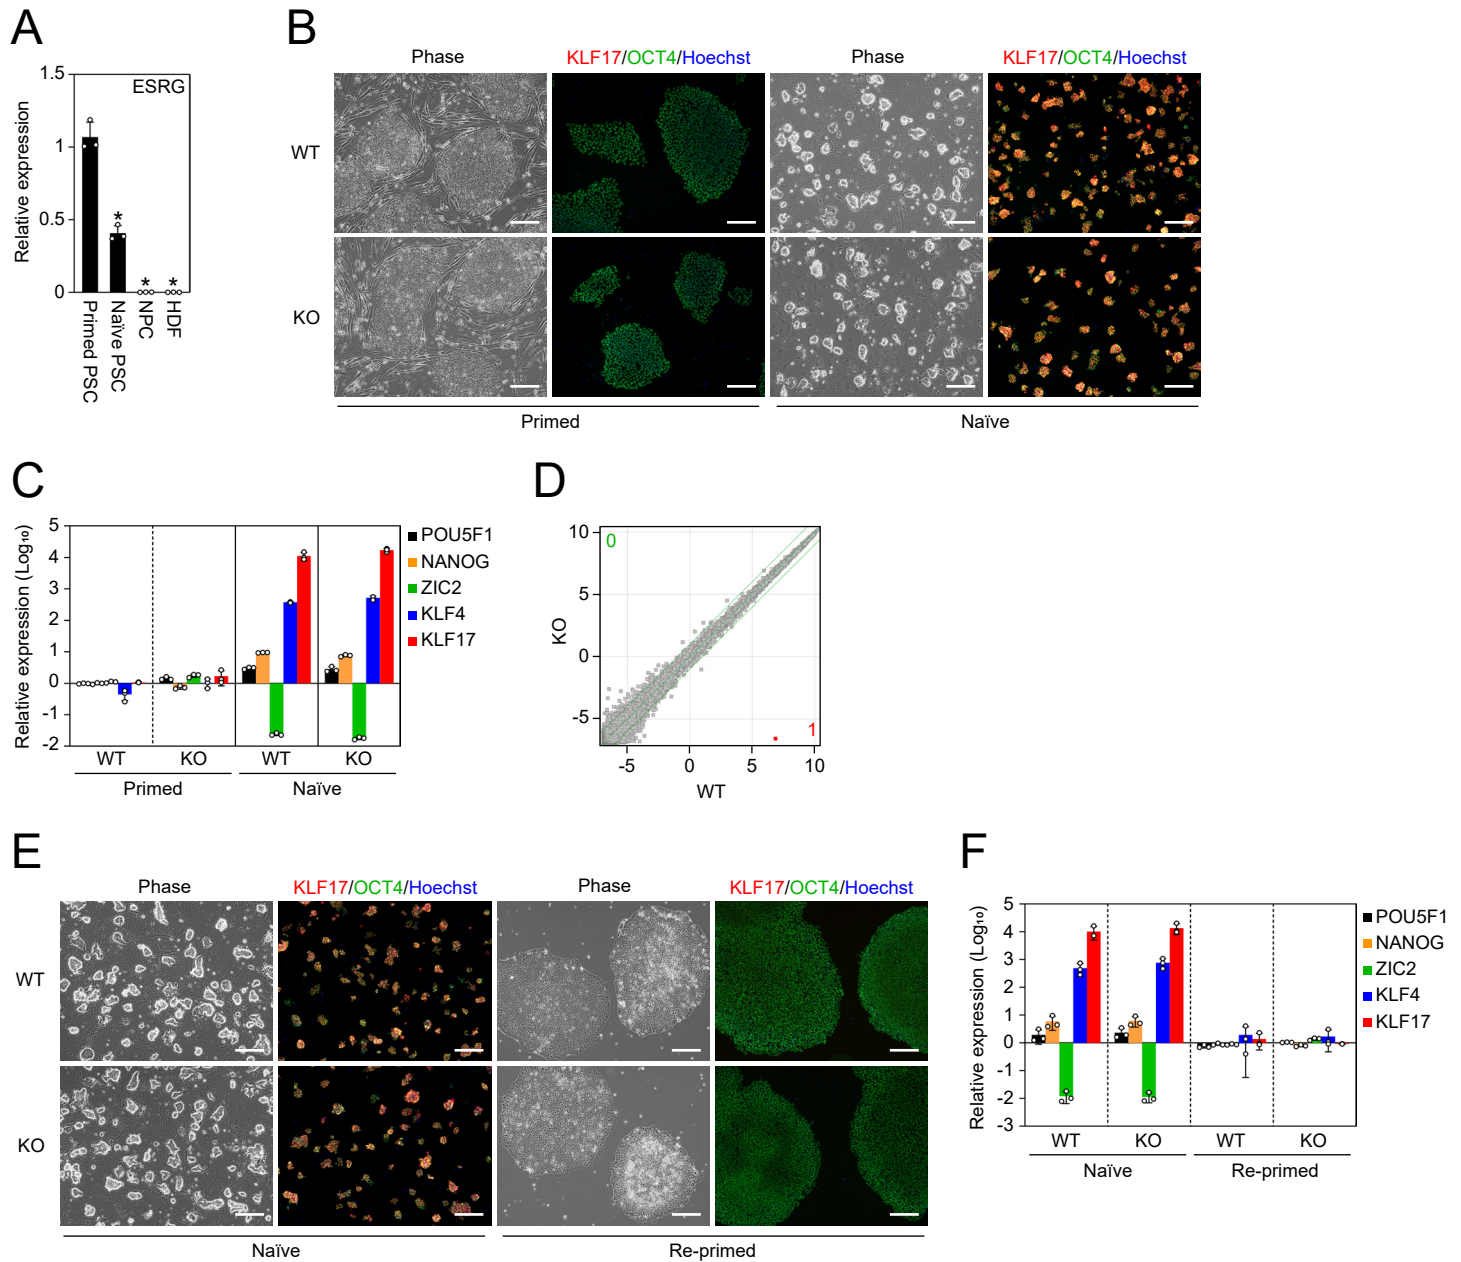 A
ESRG
Relative expression
1.5
1
0.5
0
Primed PSC
Naïve PSC
NPC
HDF
*
*
*
B
Phase
KLF17/OCT4/Hoechst
Phase
KLF17/OCT4/Hoechst
WT
KO
Primed
Naïve
C
Relative expression (Log₁₀)
5
4
3
2
1
0
-1
-2
WT
KO
WT
KO
Primed
Naïve
POU5F1
NANOG
ZIC2
KLF4
KLF17
D
KO
10
5
0
-5
0
1
-5
0
5
10
WT
E
Phase
KLF17/OCT4/Hoechst
Phase
KLF17/OCT4/Hoechst
WT
KO
Naïve
Re-primed
F
Relative expression (Log₁₀)
5
4
3
2
1
0
-1
-2
-3
WT
KO
WT
KO
Naïve
Re-primed
POU5F1
NANOG
ZIC2
KLF4
KLF17